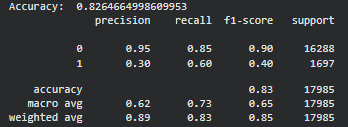 Accuracy:  0.8264664998609953
              precision    recall  f1-score   support

           0       0.95      0.85      0.90     16288
           1       0.30      0.60      0.40      1697

    accuracy                           0.83     17985
   macro avg       0.62      0.73      0.65     17985
weighted avg       0.89      0.83      0.85     17985